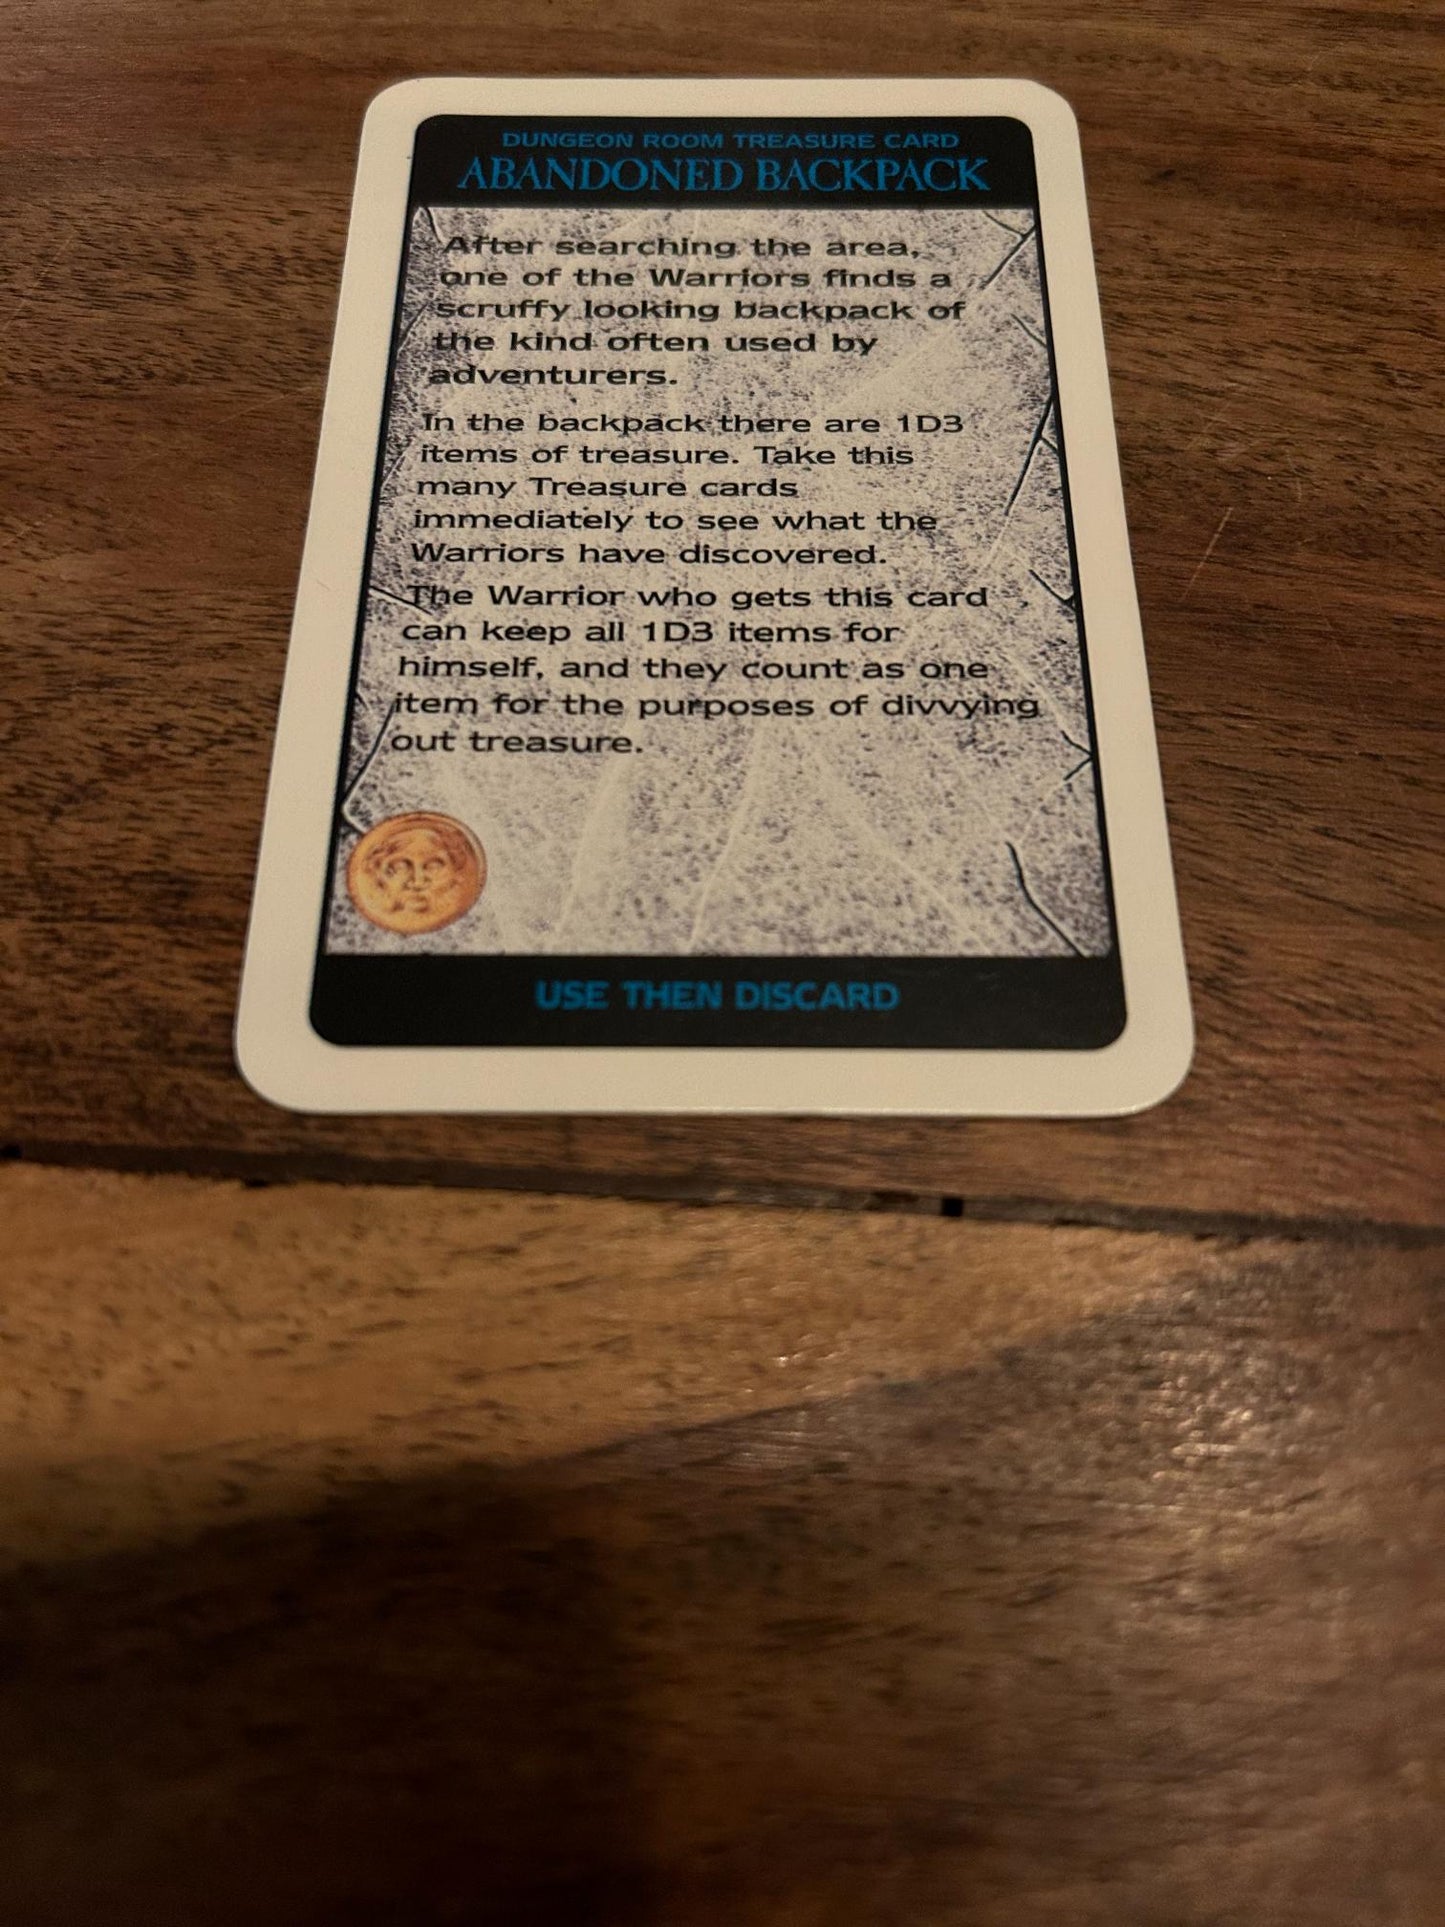 DUNGEON ROOM TREASURE CARD
ABANDONED BACKPACK
After searching the area,
one of the Warriors finds a
scruffy looking backpack of
the kind often used by
adventurers.
In the backpack there are 1D3
items of treasure. Take this
many Treasure cards
immediately to see what the
Warriors have discovered.
The Warrior who gets this card
can keep all 1D3 items for
himself, and they count as one
item for the purposes of divvying
out treasure.
USE THEN DISCARD